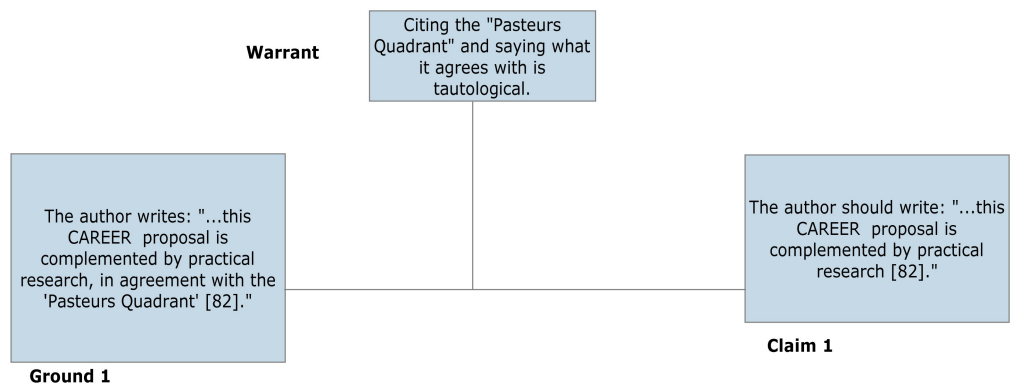 Warrant
Citing the "Pasteurs
Quadrant" and saying what
it agrees with is
tautological.
The author writes: "...this
CAREER  proposal is
complemented by practical
research, in agreement with the
'Pasteurs Quadrant' [82]."
Ground 1
The author should write: "...this
CAREER  proposal is
complemented by practical
research [82]."
Claim 1